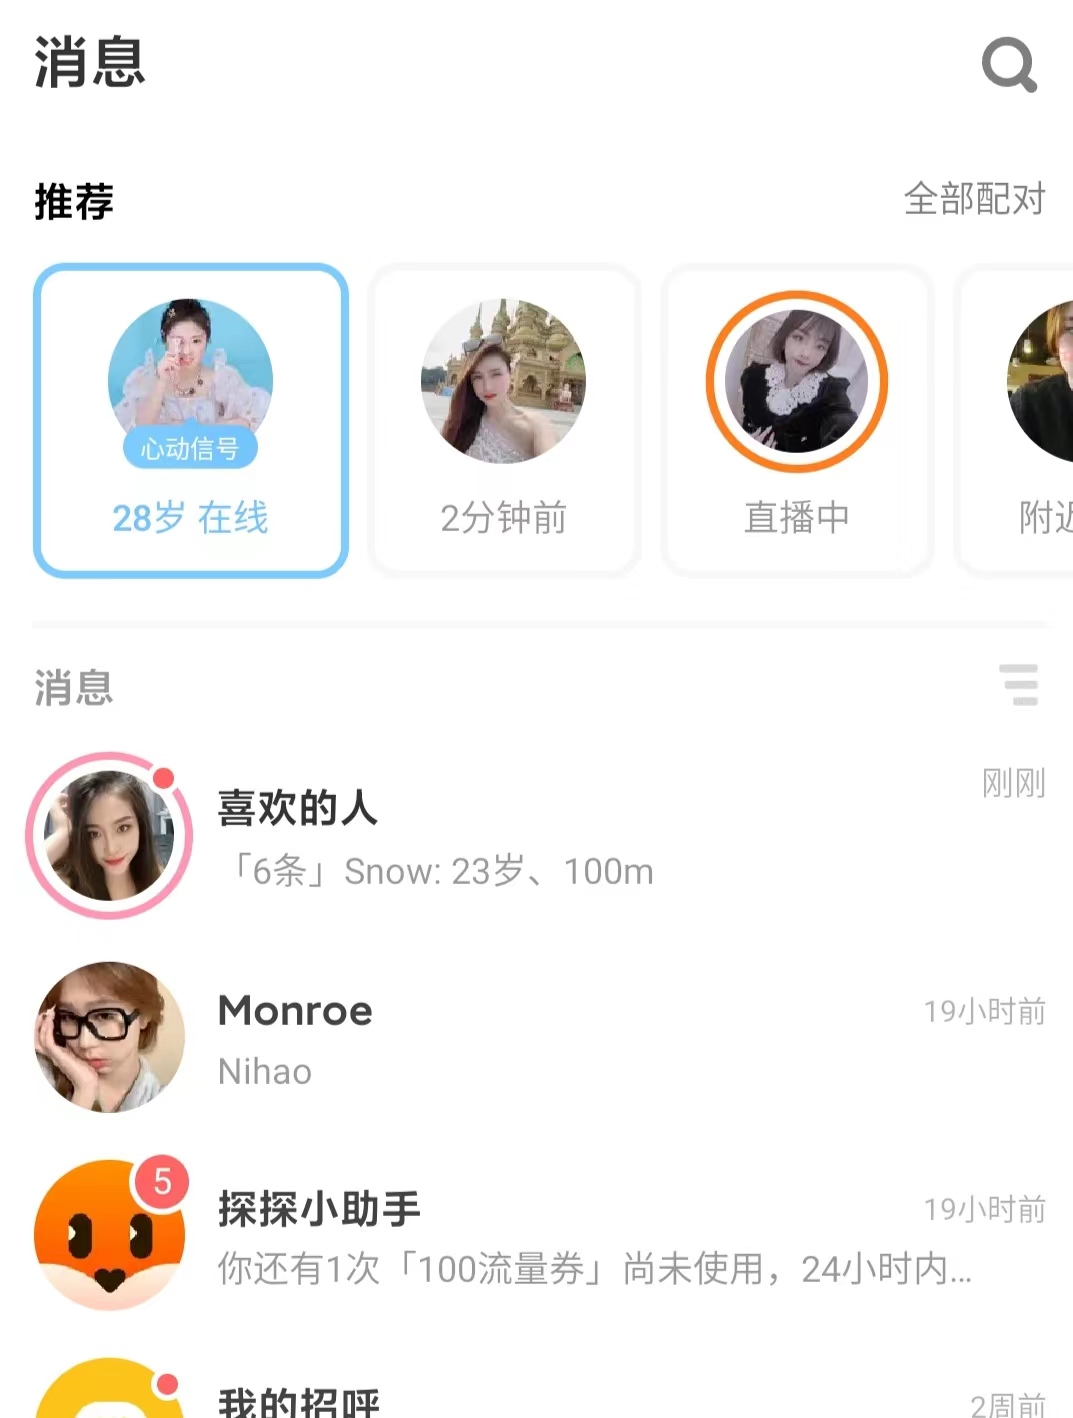 消息
推荐
全部配对
心动信号
28岁 在线
2分钟前
直播中
附近
消息
喜欢的人
刚刚
「6条」Snow: 23岁、100m
Monroe
19小时前
Nihao
5
探探小助手
19小时前
你还有1次「100流量券」尚未使用，24小时内...
我的招呼
2周前